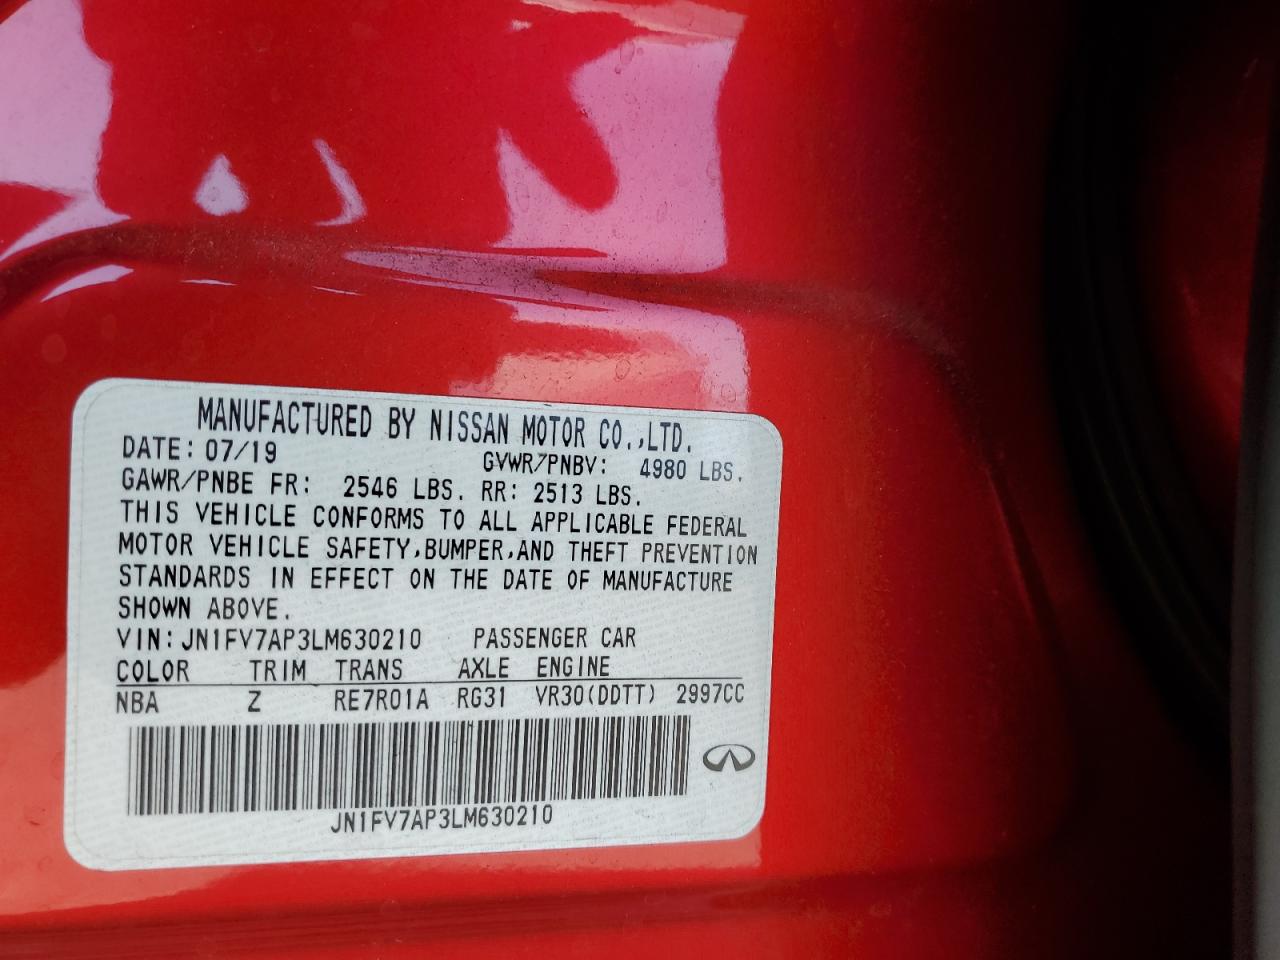 MANUFACTURED BY NISSAN MOTOR CO.,LTD.
DATE: 07/19 GVWR/PNBV: 4980 LBS.
GAWR/PNBE FR: 2546 LBS. RR: 2513 LBS.
THIS VEHICLE CONFORMS TO ALL APPLICABLE FEDERAL
MOTOR VEHICLE SAFETY,BUMPER,AND THEFT PREVENTION
STANDARDS IN EFFECT ON THE DATE OF MANUFACTURE
SHOWN ABOVE.
VIN: JN1FV7AP3LM630210 PASSENGER CAR
COLOR TRIM TRANS AXLE ENGINE
NBA Z RE7R01A RG31 VR30(DDTT) 2997CC
JN1FV7AP3LM630210